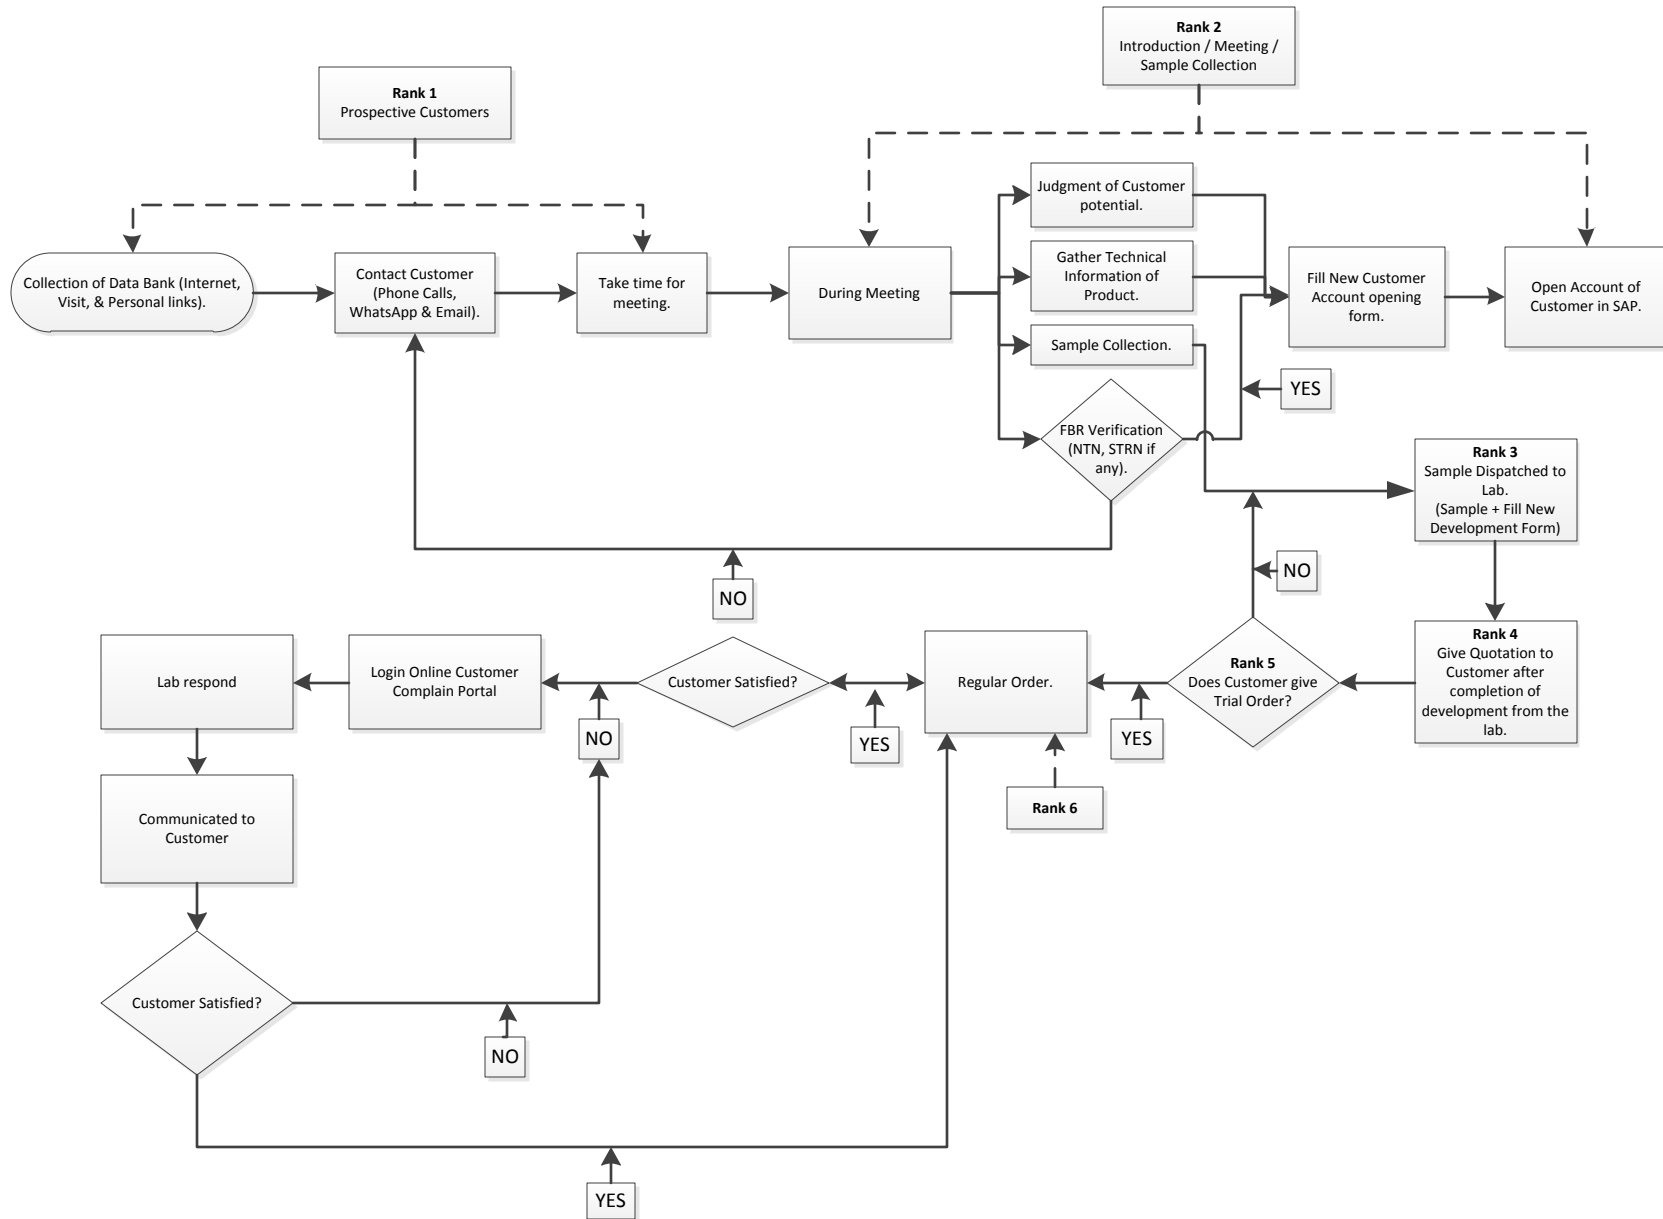 Rank 2
Introduction / Meeting /
Sample Collection
Rank 1
Prospective Customers
Judgment of Customer
potential.
Collection of Data Bank (Internet,
Visit, & Personal links).
Contact Customer
(Phone Calls,
WhatsApp & Email).
Take time for
meeting.
During Meeting
Gather Technical
Information of
Product.
Fill New Customer
Account opening
form.
Open Account of
Customer in SAP.
Sample Collection.
YES
FBR Verification
(NTN, STRN if
any).
Rank 3
Sample Dispatched to
Lab.
(Sample + Fill New
Development Form)
NO
NO
Lab respond
Login Online Customer
Complain Portal
Customer Satisfied?
Regular Order.
Rank 5
Does Customer give
Trial Order?
Rank 4
Give Quotation to
Customer after
completion of
development from the
lab.
NO
YES
YES
Rank 6
Communicated to
Customer
Customer Satisfied?
NO
YES